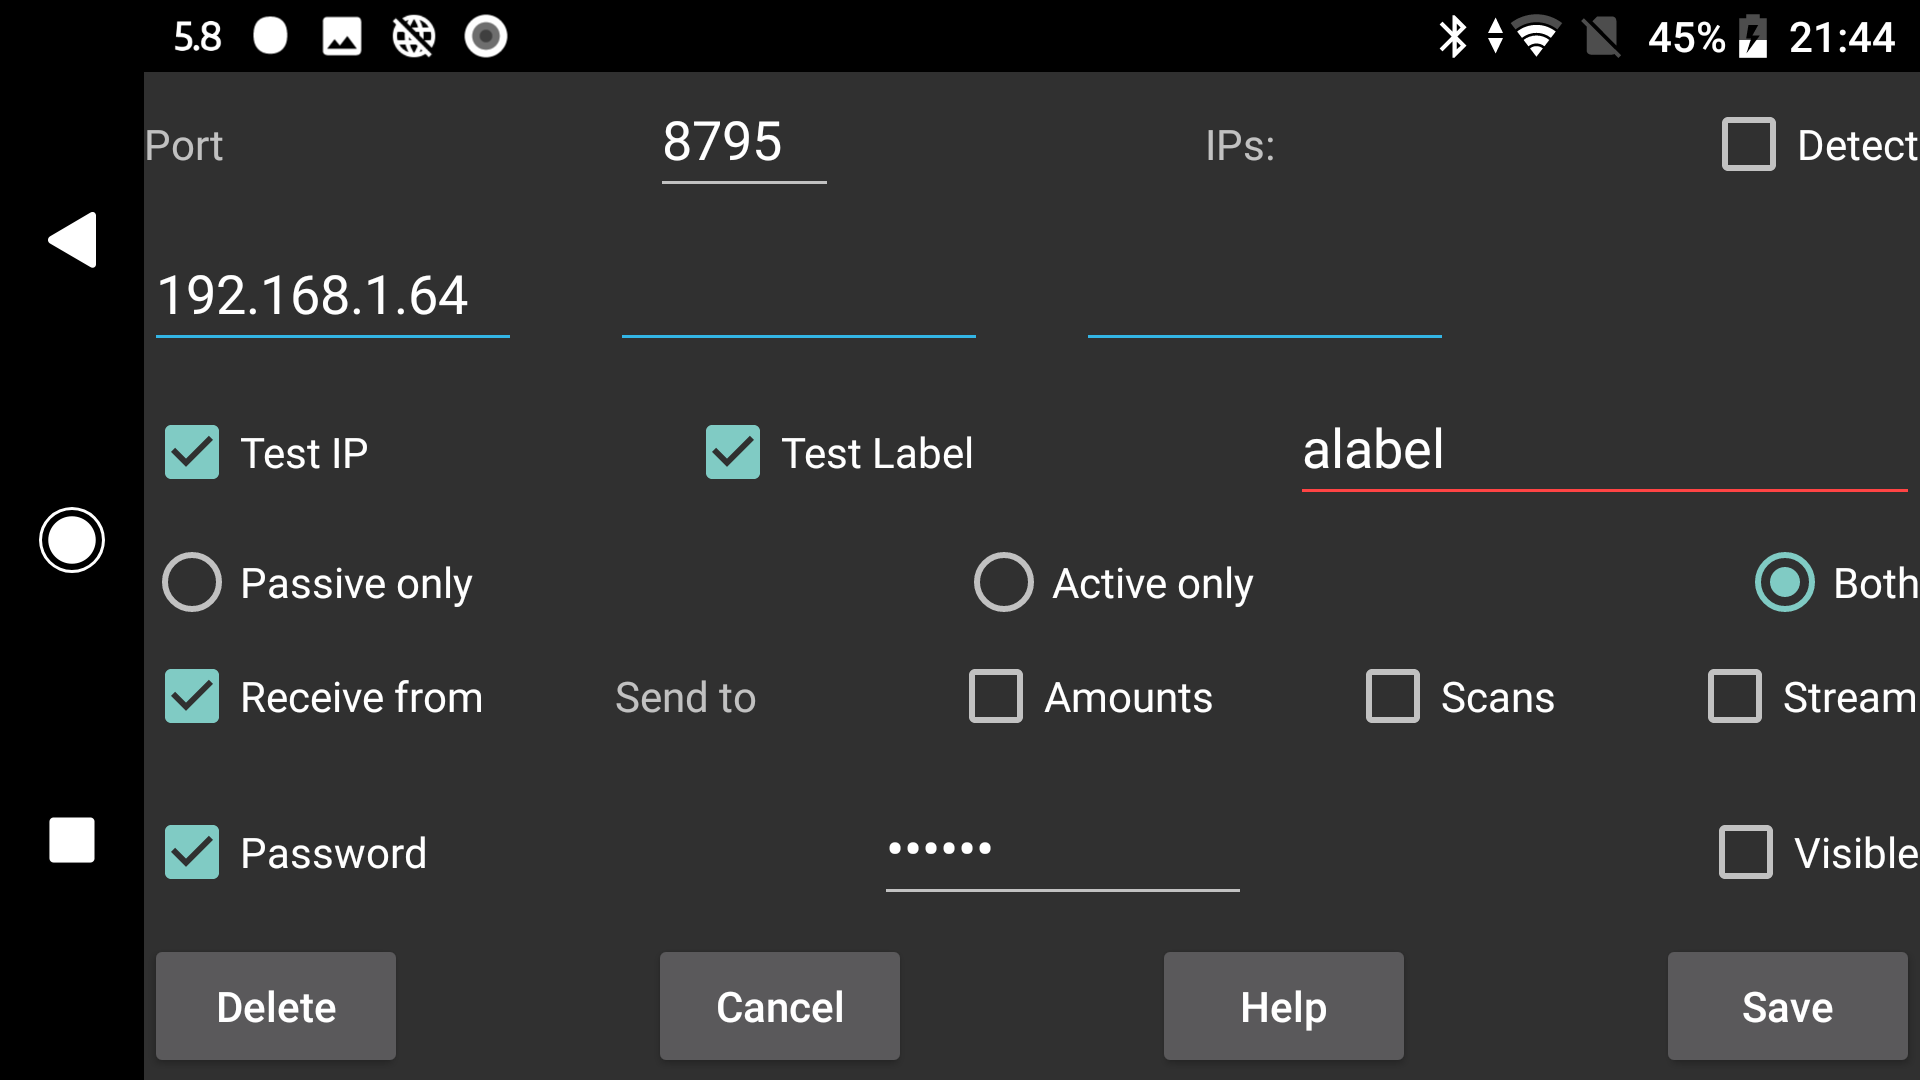 5.8 45% 21:44
Port 8795 IPs: Detect
192.168.1.64
Test IP Test Label alabel
Passive only Active only Both
Receive from Send to Amounts Scans Stream
Password •••••• Visible
Delete Cancel Help Save